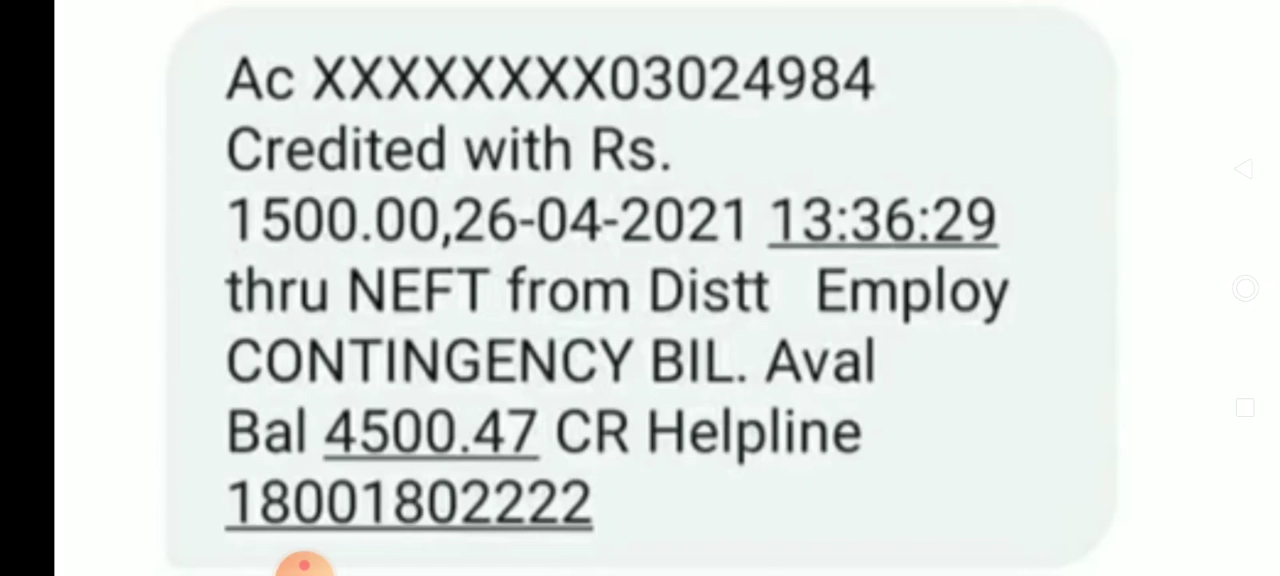 Ac XXXXXXXX03024984
Credited with Rs.
1500.00,26-04-2021 13:36:29
thru NEFT from Distt Employ
CONTINGENCY BIL. Aval
Bal 4500.47 CR Helpline
18001802222